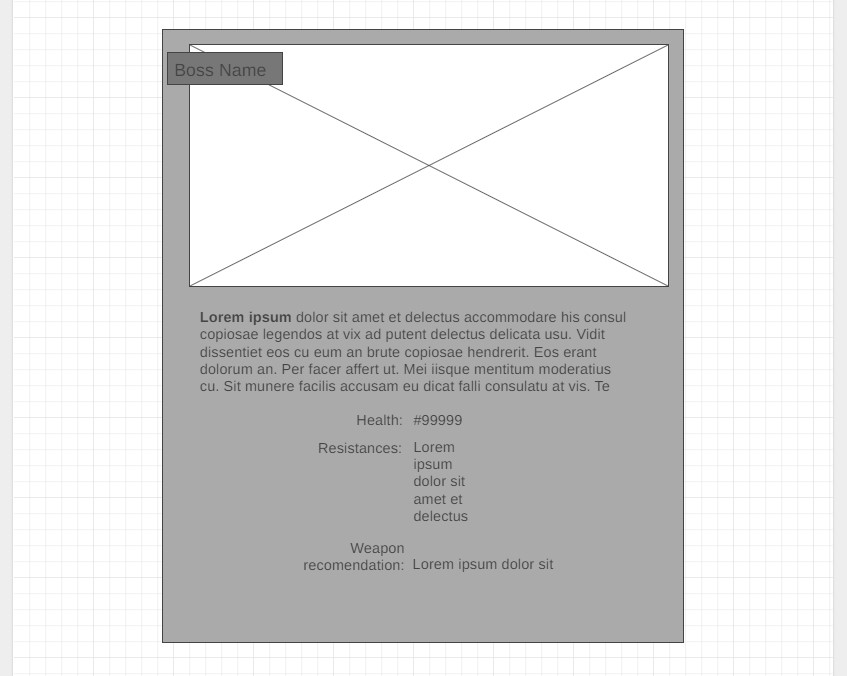 Boss Name
Lorem ipsum dolor sit amet et delectus accommodare his consul
copiosae legendos at vix ad putent delectus delicata usu. Vidit
dissentiet eos cu eum an brute copiosae hendrerit. Eos erant
dolorum an. Per facer affert ut. Mei iisque mentitum moderatius
cu. Sit munere facilis accusam eu dicat falli consulatu at vis. Te
Health: #99999
Resistances: Lorem
ipsum
dolor sit
amet et
delectus
Weapon
recomendation: Lorem ipsum dolor sit